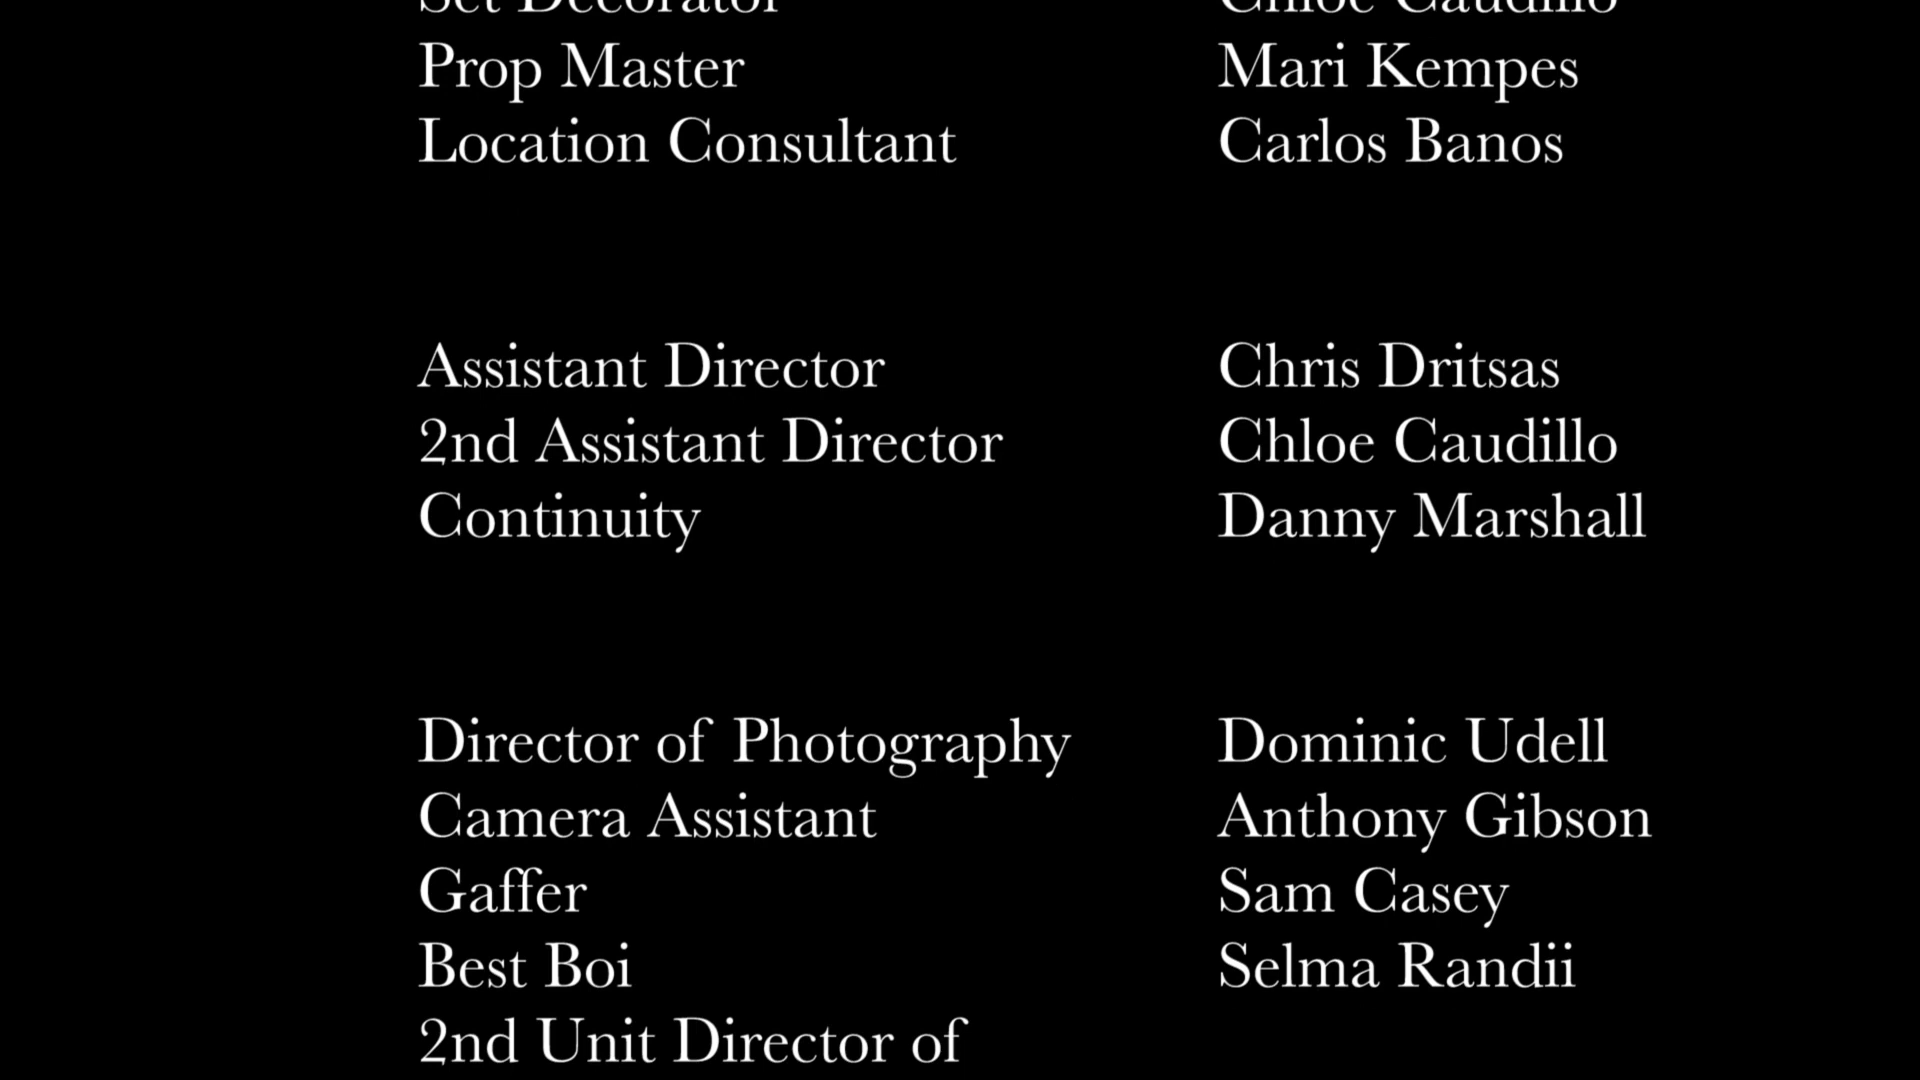 Set Decorator Chloe Caudillo
Prop Master Mari Kempes
Location Consultant Carlos Banos
Assistant Director Chris Dritsas
2nd Assistant Director Chloe Caudillo
Continuity Danny Marshall
Director of Photography Dominic Udell
Camera Assistant Anthony Gibson
Gaffer Sam Casey
Best Boi Selma Randii
2nd Unit Director of